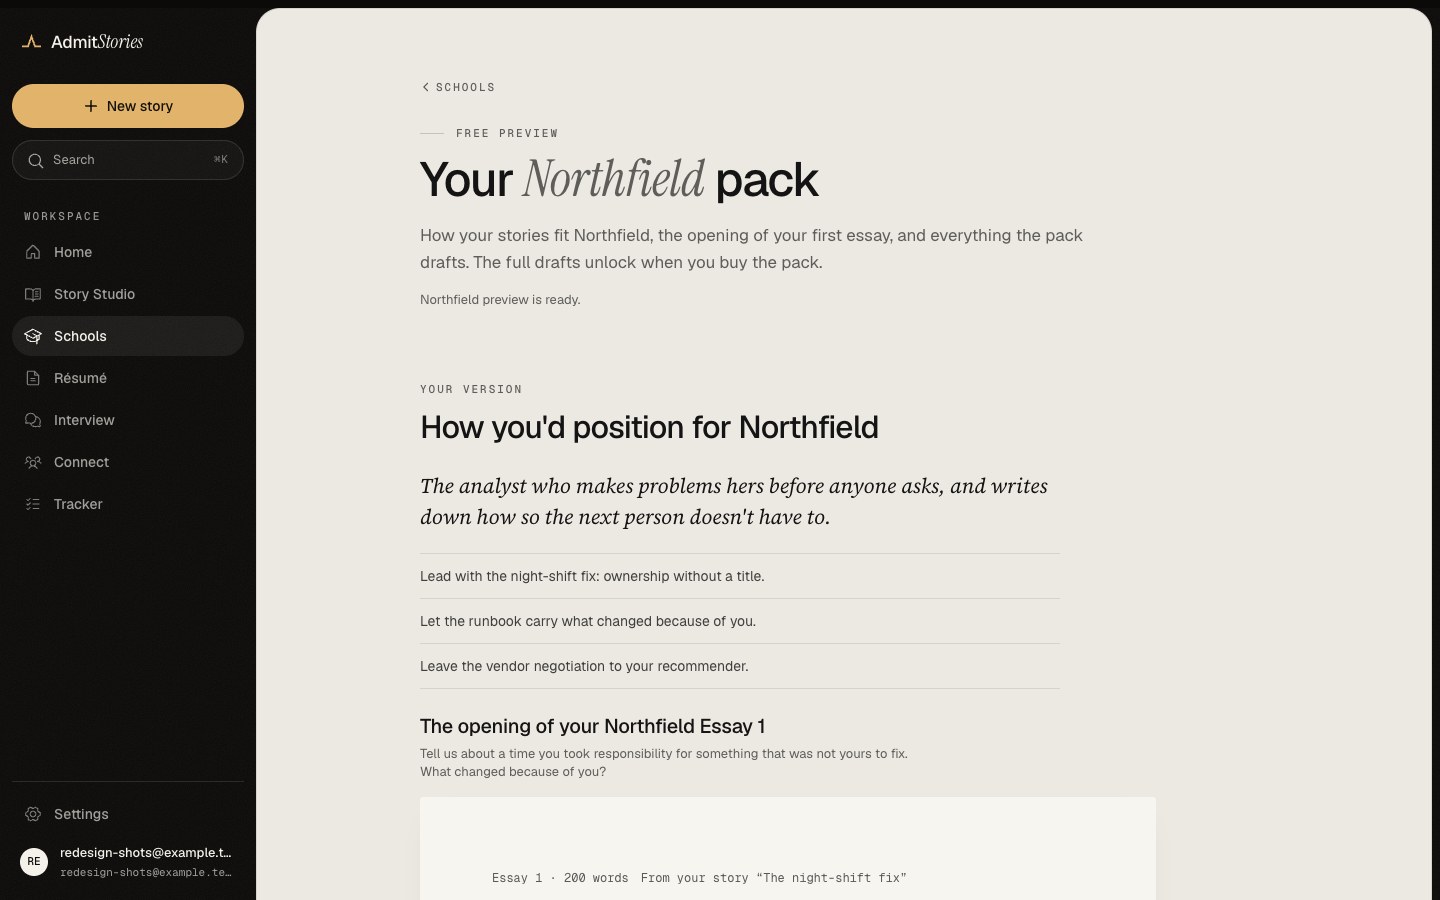 AdmitStories
New story
Search ⌘K
WORKSPACE
Home
Story Studio
Schools
Résumé
Interview
Connect
Tracker
Settings
RE
redesign-shots@example.t…
redesign-shots@example.te…
SCHOOLS
FREE PREVIEW
Your Northfield pack
How your stories fit Northfield, the opening of your first essay, and everything the pack
drafts. The full drafts unlock when you buy the pack.
Northfield preview is ready.
YOUR VERSION
How you'd position for Northfield
The analyst who makes problems hers before anyone asks, and writes
down how so the next person doesn't have to.
Lead with the night-shift fix: ownership without a title.
Let the runbook carry what changed because of you.
Leave the vendor negotiation to your recommender.
The opening of your Northfield Essay 1
Tell us about a time you took responsibility for something that was not yours to fix.
What changed because of you?
Essay 1 · 200 words From your story “The night-shift fix”